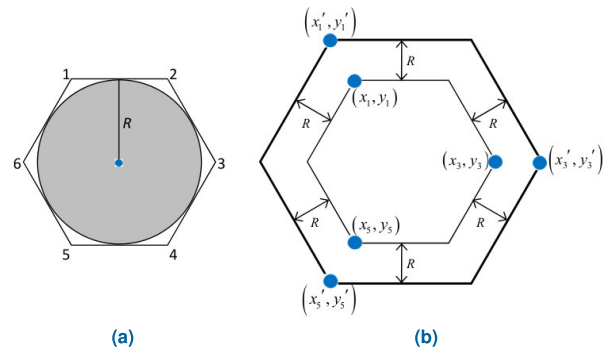 1
2
R
6
3
5
4
(a)
(x₁′, y₁′)
R
(x₁, y₁)
R
R
(x₃, y₃)
(x₃′, y₃′)
R
(x₅, y₅)
R
R
(x₅′, y₅′)
(b)